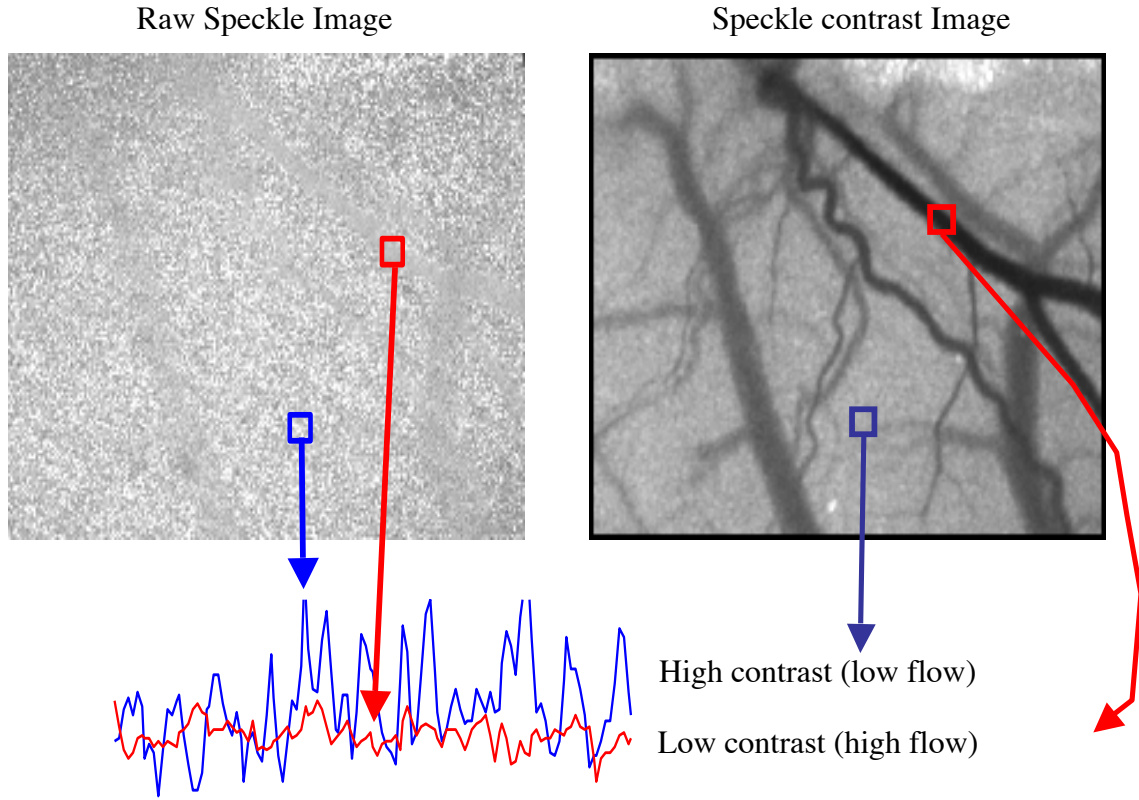 Raw Speckle Image
Speckle contrast Image
High contrast (low flow)
Low contrast (high flow)